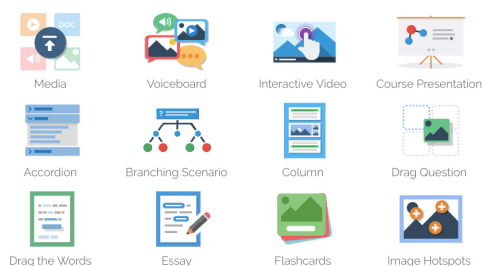 DOC
Media
Voiceboard
Interactive Video
Course Presentation
Accordion
Branching Scenario
Column
Drag Question
Drag the Words
Essay
Flashcards
Image Hotspots